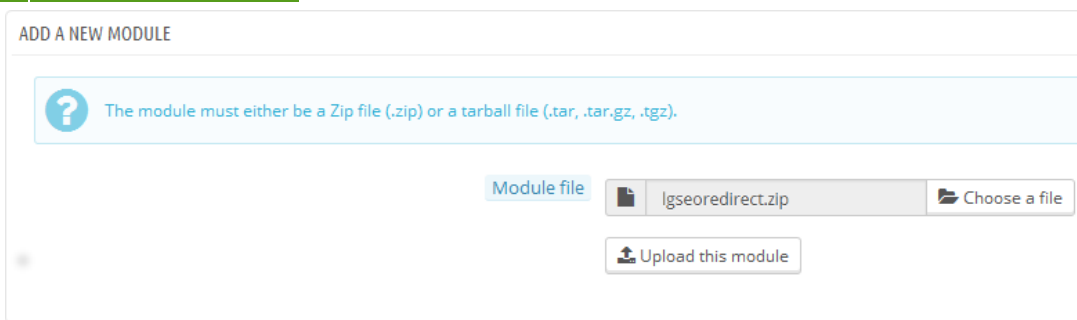 ADD A NEW MODULE
The module must either be a Zip file (.zip) or a tarball file (.tar, .tar.gz, .tgz).
Module file
lgseoredirect.zip
Choose a file
Upload this module